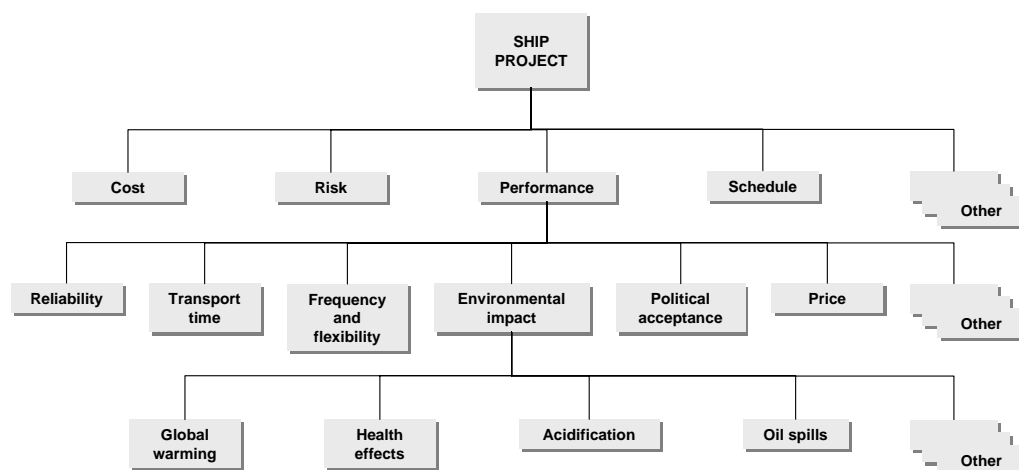 SHIP
PROJECT
Cost
Risk
Performance
Schedule
Other
Reliability
Transport
time
Frequency
and
flexibility
Environmental
impact
Political
acceptance
Price
Other
Global
warming
Health
effects
Acidification
Oil spills
Other